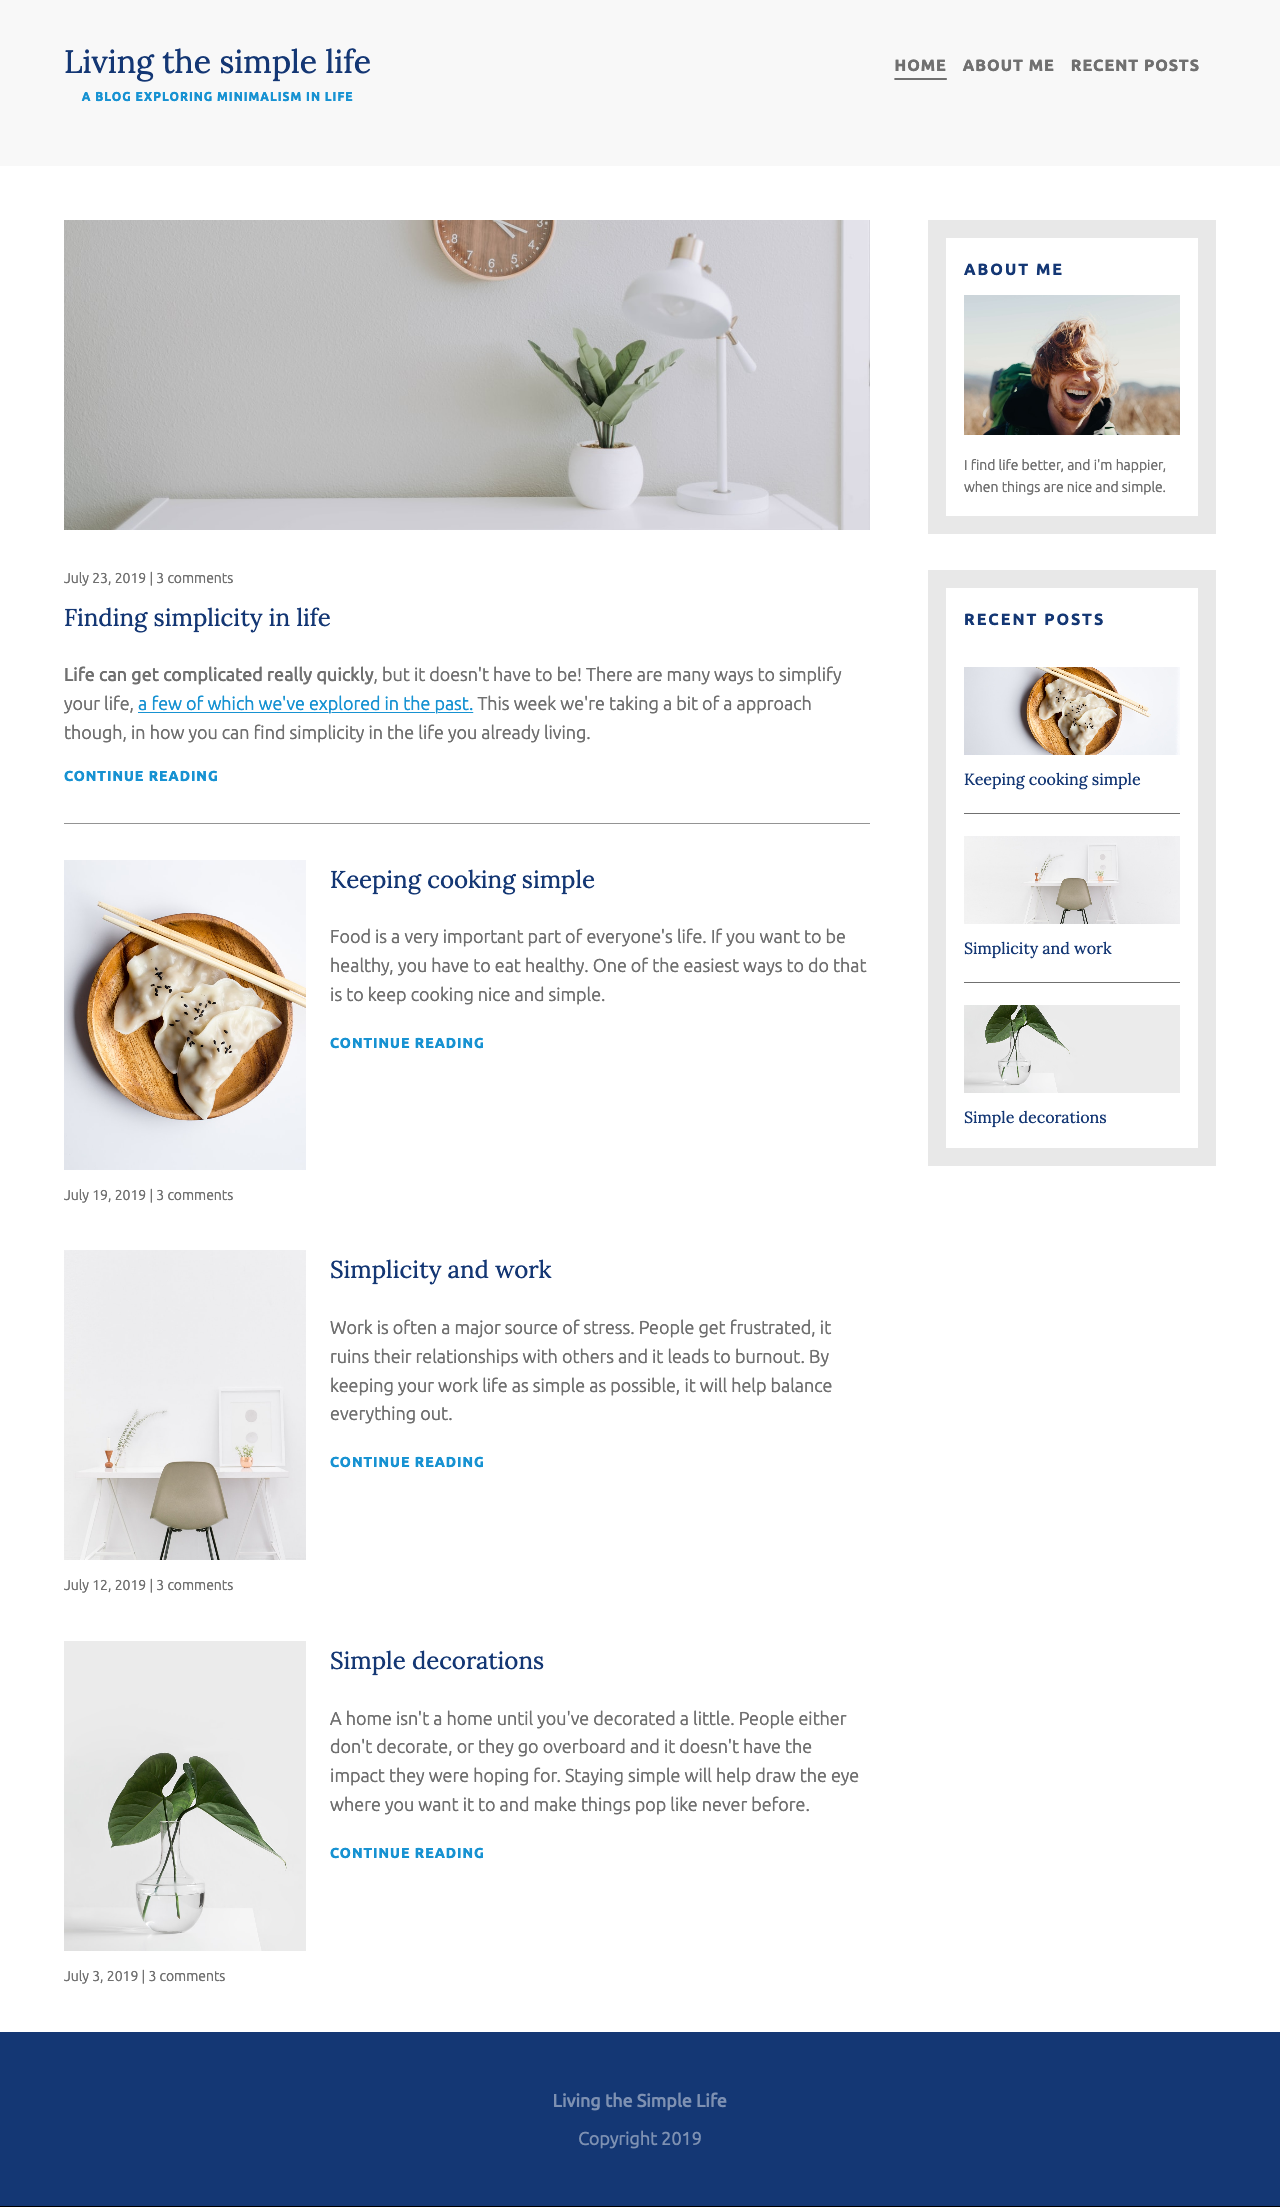 Living the simple life
A BLOG EXPLORING MINIMALISM IN LIFE
HOME ABOUT ME RECENT POSTS
8 7 6 5 4 3
July 23, 2019 | 3 comments
Finding simplicity in life
Life can get complicated really quickly, but it doesn't have to be! There are many ways to simplify
your life, a few of which we've explored in the past. This week we're taking a bit of a approach
though, in how you can find simplicity in the life you already living.
CONTINUE READING
Keeping cooking simple
Food is a very important part of everyone's life. If you want to be
healthy, you have to eat healthy. One of the easiest ways to do that
is to keep cooking nice and simple.
CONTINUE READING
July 19, 2019 | 3 comments
Simplicity and work
Work is often a major source of stress. People get frustrated, it
ruins their relationships with others and it leads to burnout. By
keeping your work life as simple as possible, it will help balance
everything out.
CONTINUE READING
July 12, 2019 | 3 comments
Simple decorations
A home isn't a home until you've decorated a little. People either
don't decorate, or they go overboard and it doesn't have the
impact they were hoping for. Staying simple will help draw the eye
where you want it to and make things pop like never before.
CONTINUE READING
July 3, 2019 | 3 comments
ABOUT ME
I find life better, and i'm happier,
when things are nice and simple.
RECENT POSTS
Keeping cooking simple
Simplicity and work
Simple decorations
Living the Simple Life
Copyright 2019